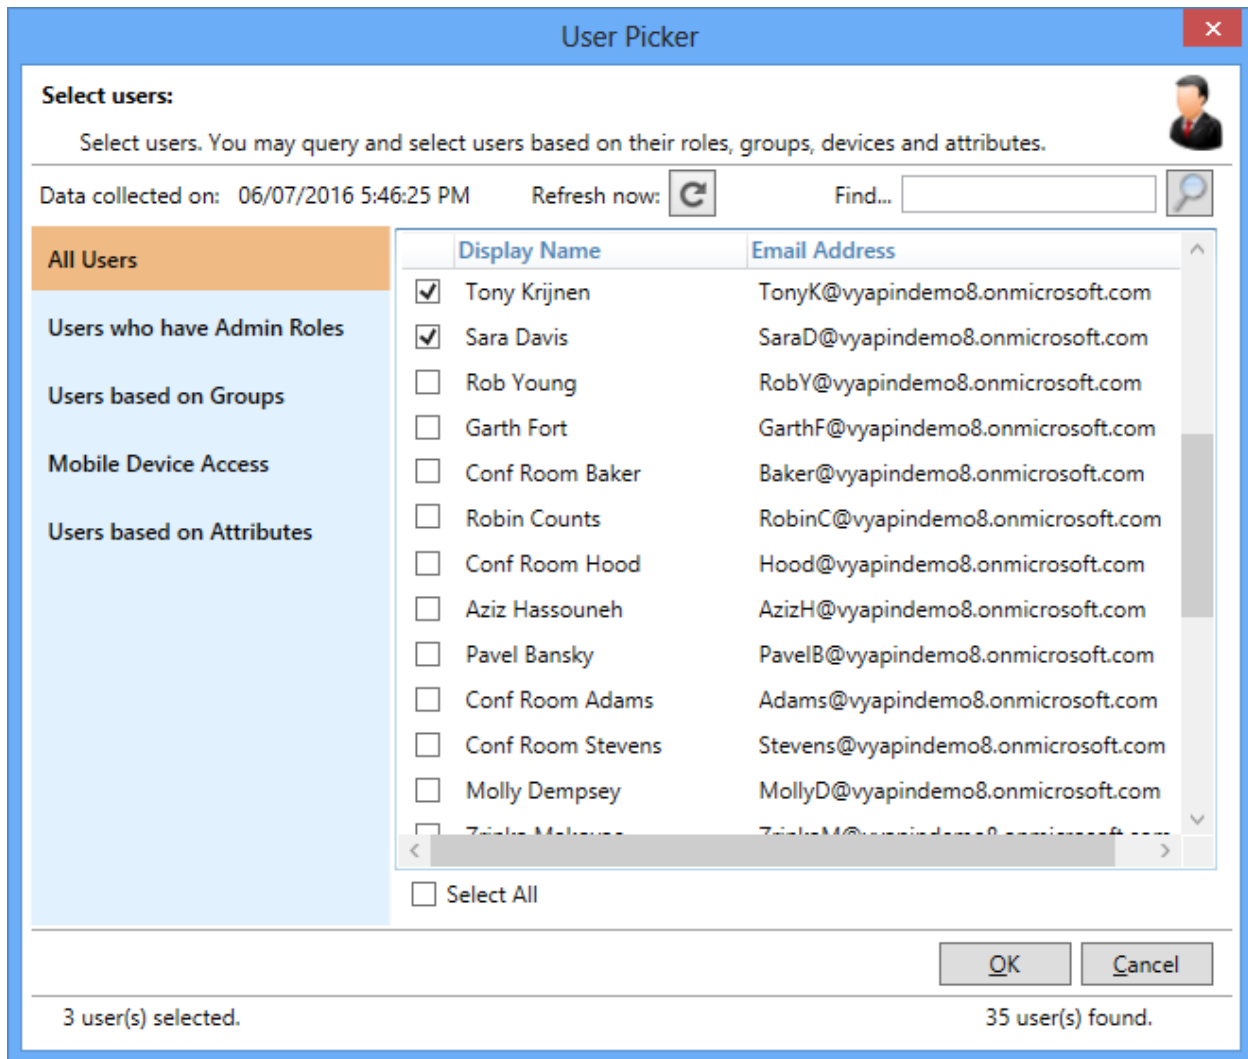 User Picker
Select users:
Select users. You may query and select users based on their roles, groups, devices and attributes.
Data collected on: 06/07/2016 5:46:25 PM Refresh now: Find...
All Users
Users who have Admin Roles
Users based on Groups
Mobile Device Access
Users based on Attributes
Display Name Email Address
Tony Krijnen TonyK@vyapindemo8.onmicrosoft.com
Sara Davis SaraD@vyapindemo8.onmicrosoft.com
Rob Young RobY@vyapindemo8.onmicrosoft.com
Garth Fort GarthF@vyapindemo8.onmicrosoft.com
Conf Room Baker Baker@vyapindemo8.onmicrosoft.com
Robin Counts RobinC@vyapindemo8.onmicrosoft.com
Conf Room Hood Hood@vyapindemo8.onmicrosoft.com
Aziz Hassouneh AzizH@vyapindemo8.onmicrosoft.com
Pavel Bansky PavelB@vyapindemo8.onmicrosoft.com
Conf Room Adams Adams@vyapindemo8.onmicrosoft.com
Conf Room Stevens Stevens@vyapindemo8.onmicrosoft.com
Molly Dempsey MollyD@vyapindemo8.onmicrosoft.com
Select All
OK Cancel
3 user(s) selected. 35 user(s) found.